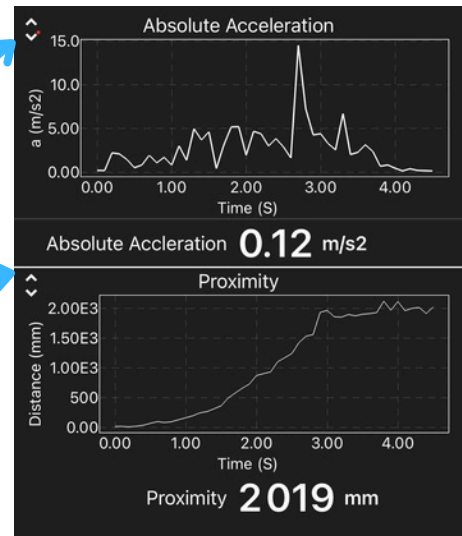 Absolute Acceleration
15.0
10.0
5.00
0.00
a (m/s2)
0.00 1.00 2.00 3.00 4.00
Time (S)
Absolute Accleration 0.12 m/s2
Proximity
2.00E3
1.50E3
1.00E3
500
0.00
Distance (mm)
0.00 1.00 2.00 3.00 4.00
Time (S)
Proximity 2019 mm